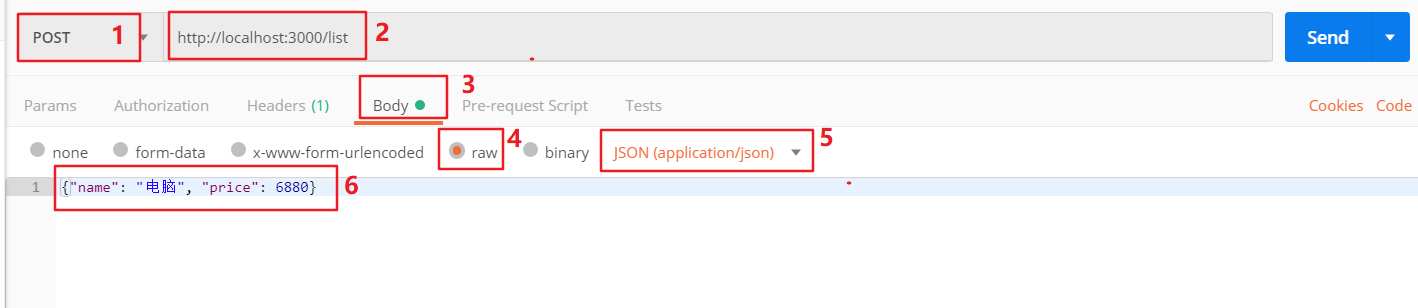 POST 1 http://localhost:3000/list 2 Send
3
Params Authorization Headers (1) Body Pre-request Script Tests Cookies Code
none form-data x-www-form-urlencoded raw 4 binary JSON (application/json) 5
1 {"name": "电脑", "price": 6880} 6